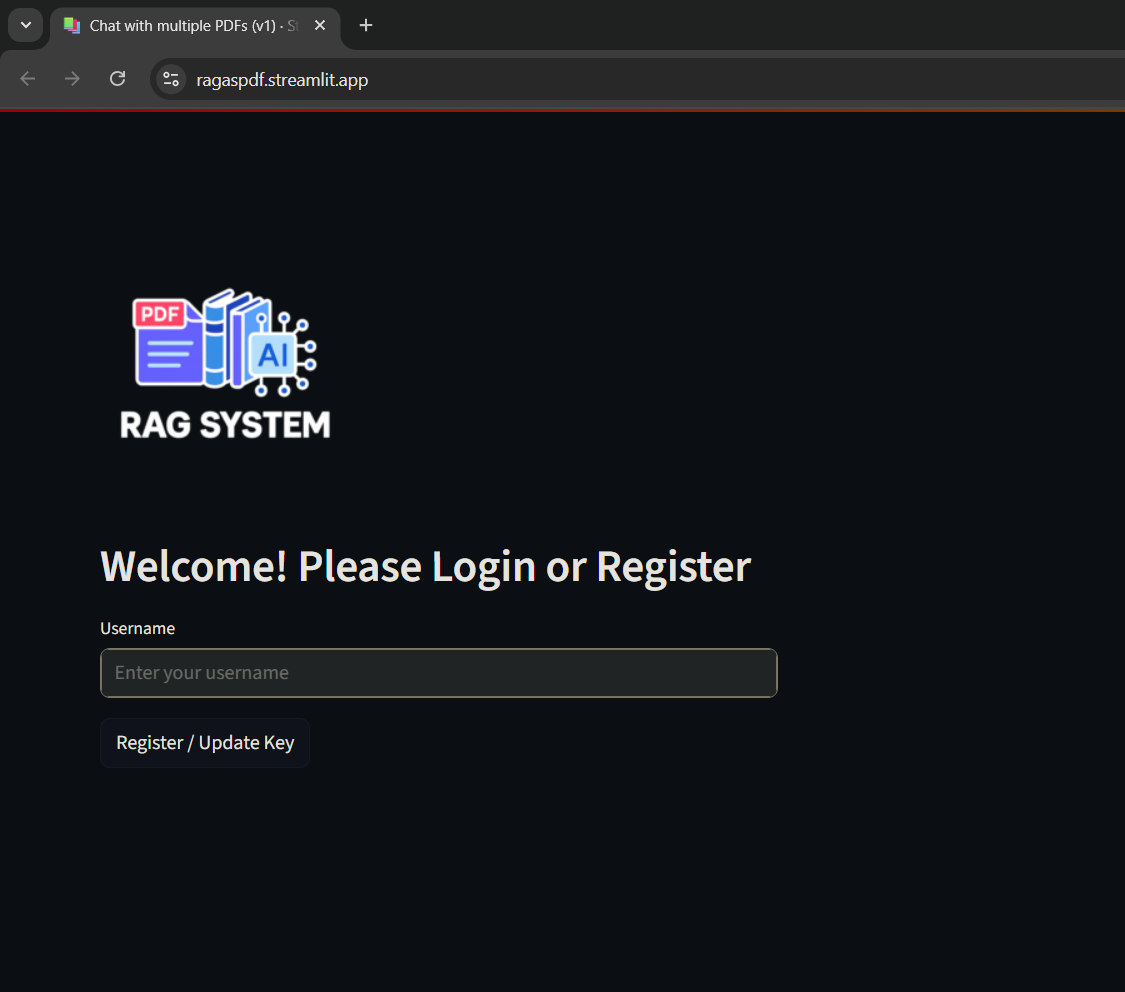 Chat with multiple PDFs (v1) · St
ragaspdf.streamlit.app
PDF
AI
RAG SYSTEM
Welcome! Please Login or Register
Username
Enter your username
Register / Update Key